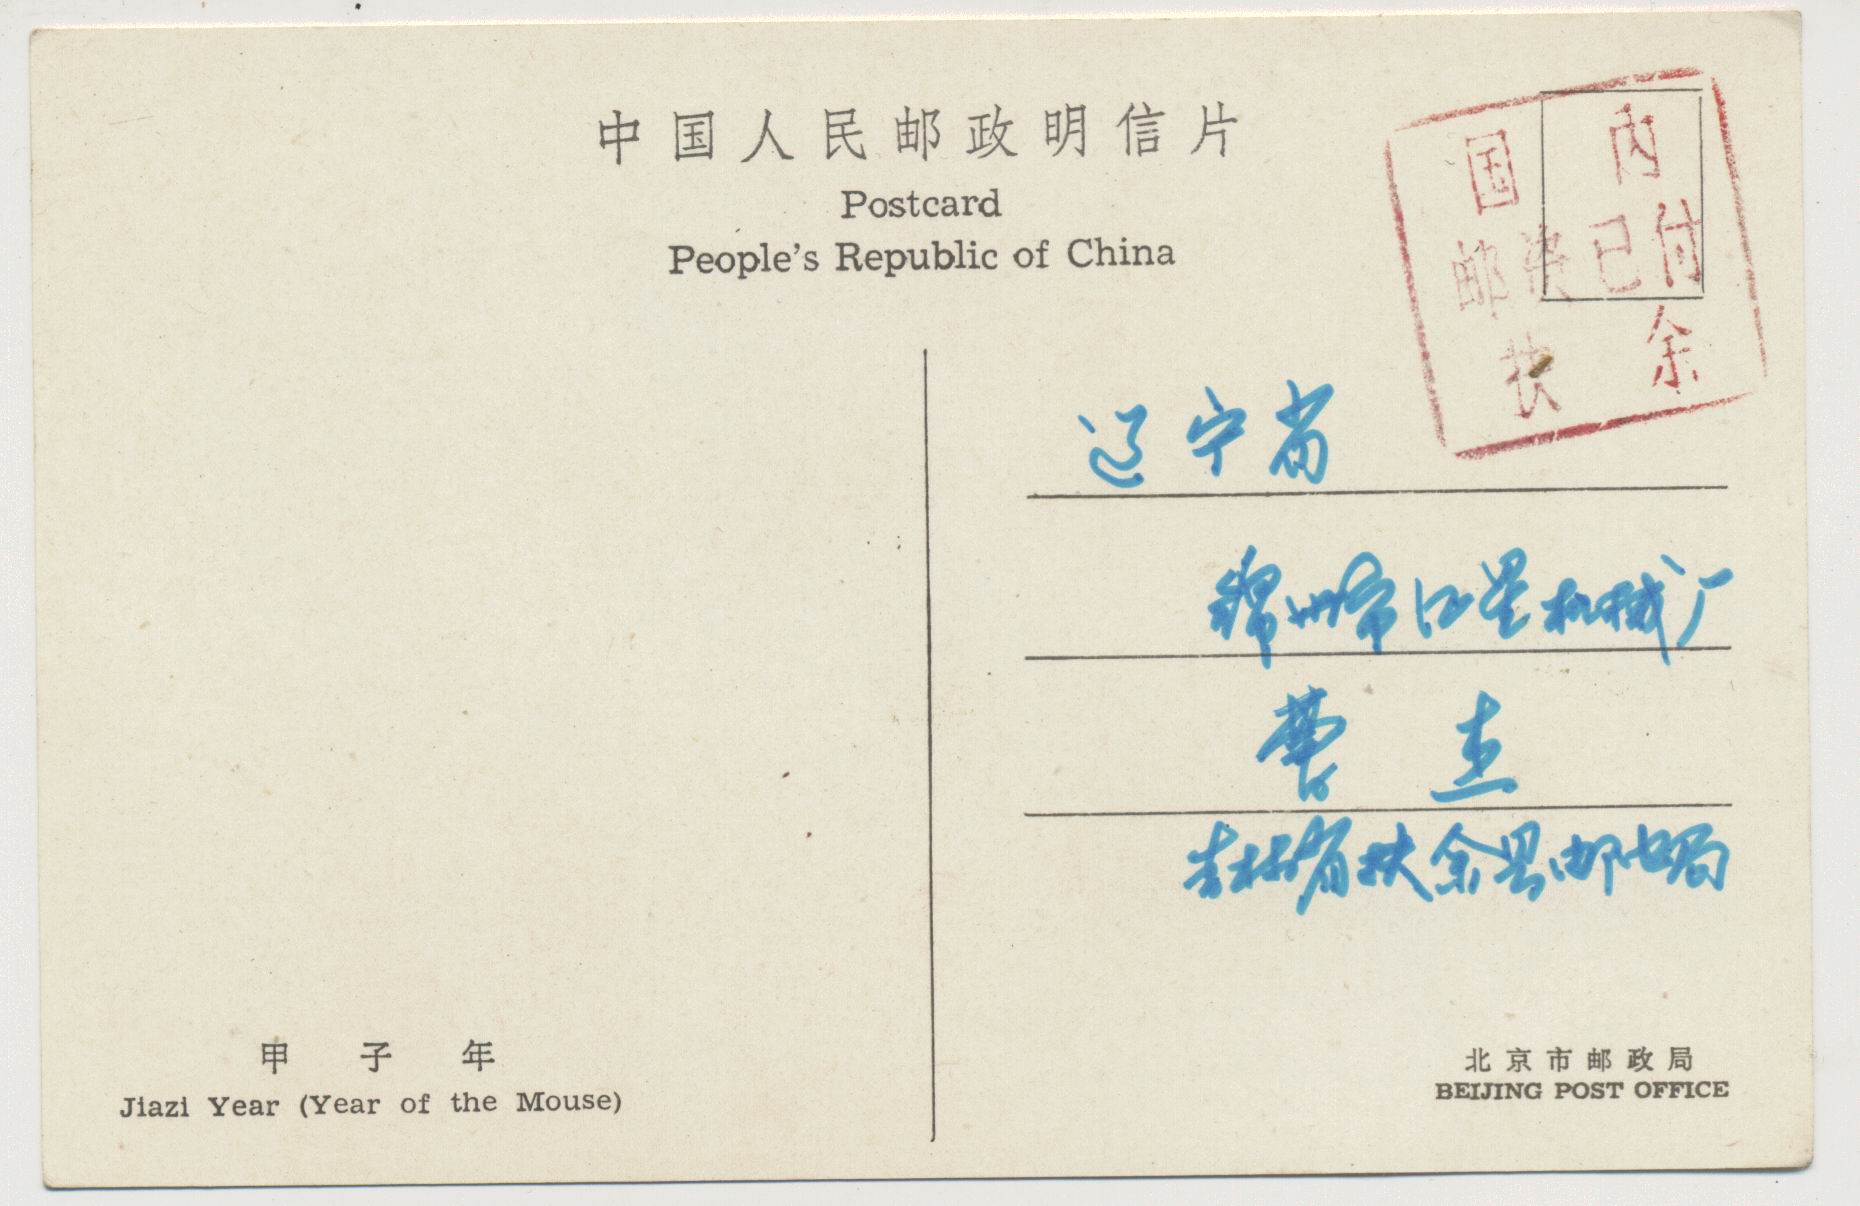 中国人民邮政明信片
Postcard
People's Republic of China
国内
邮资已付
扶余
辽宁省
锦州市 星机械厂
杰
吉林省扶余县邮电局
甲子年
Jiazi Year (Year of the Mouse)
北京市邮政局
BEIJING POST OFFICE